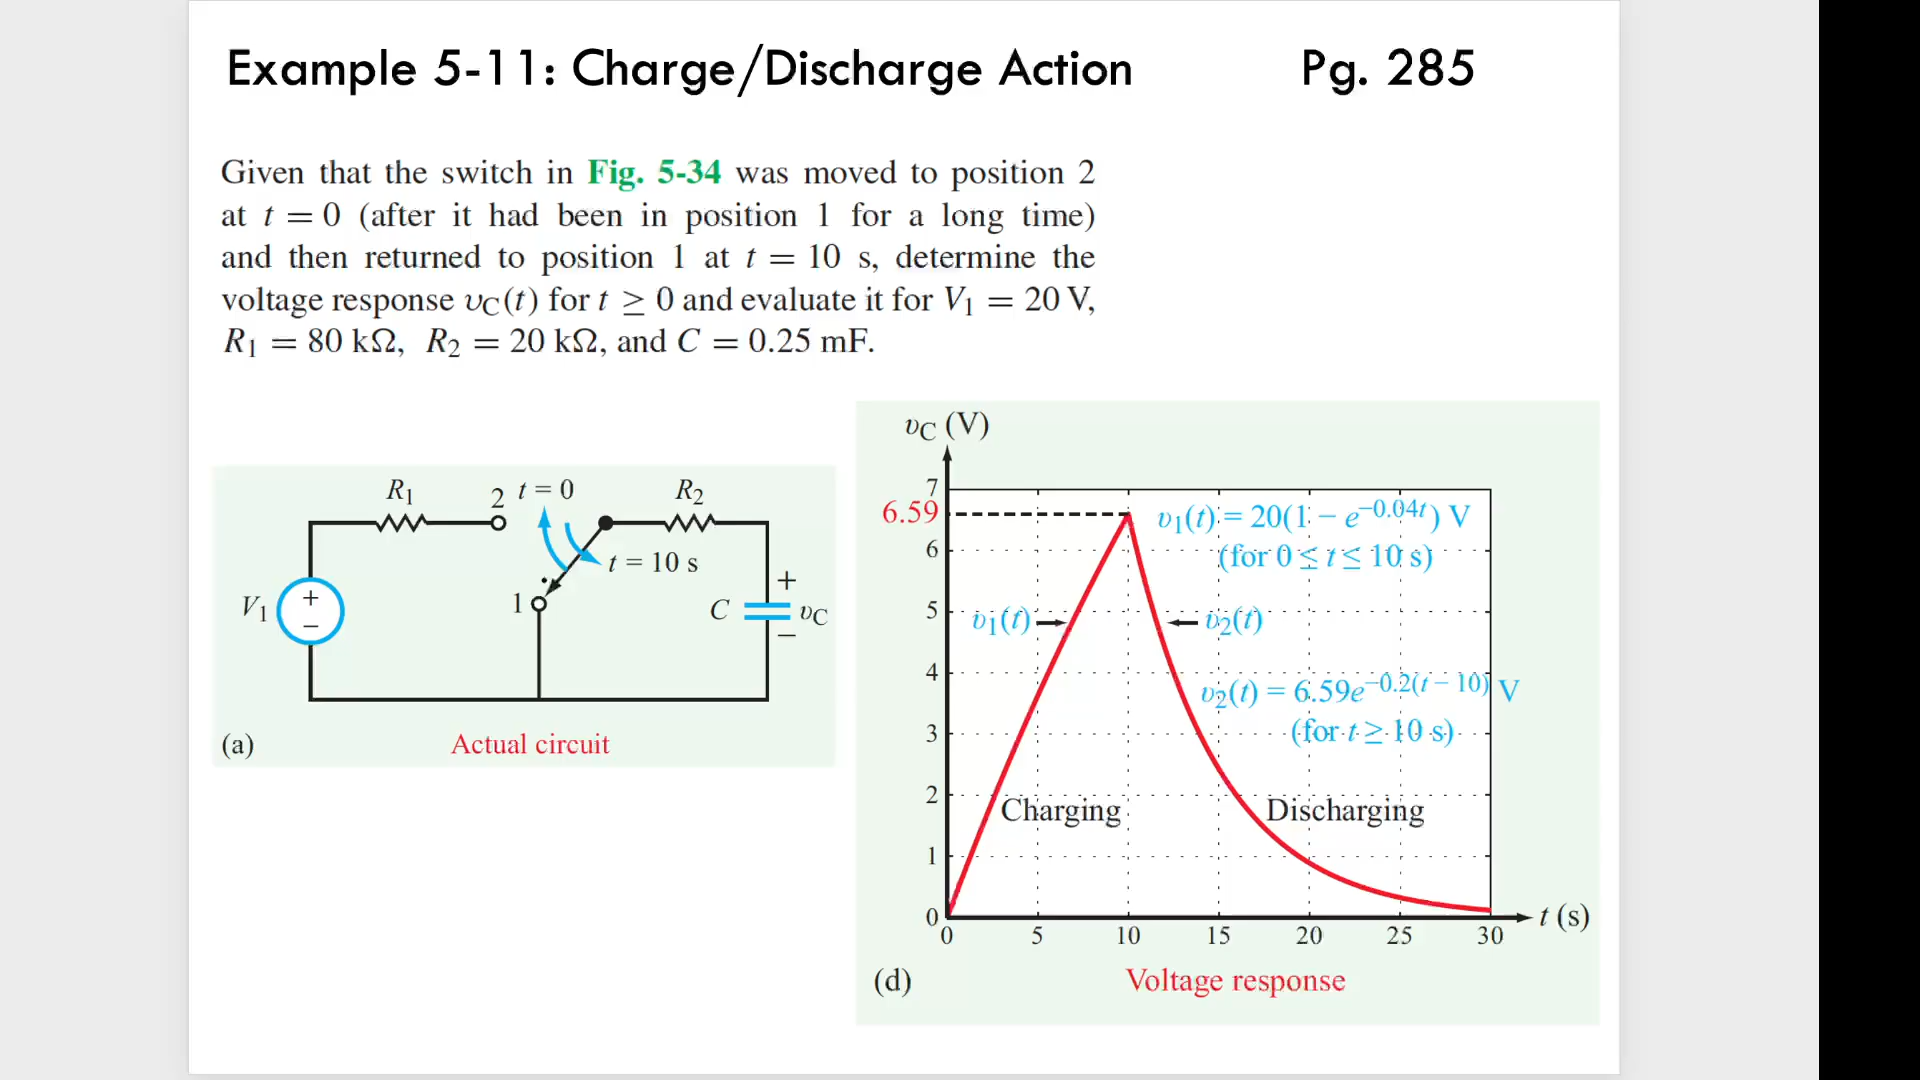 Example 5-11: Charge/Discharge Action Pg. 285
Given that the switch in Fig. 5-34 was moved to position 2
at t = 0 (after it had been in position 1 for a long time)
and then returned to position 1 at t = 10 s, determine the
voltage response υC(t) for t ≥ 0 and evaluate it for V1 = 20 V,
R1 = 80 kΩ, R2 = 20 kΩ, and C = 0.25 mF.
R1
2
t = 0
R2
t = 10 s
V1
+
−
1
C
+
υC
−
(a)
Actual circuit
υC (V)
7
6.59
υ1(t) = 20(1 − e−0.04t) V
(for 0 ≤ t ≤ 10 s)
6
5
υ1(t)
υ2(t)
4
υ2(t) = 6.59e−0.2(t − 10) V
(for t ≥ 10 s)
3
2
Charging
Discharging
1
0
t (s)
0 5 10 15 20 25 30
(d)
Voltage response